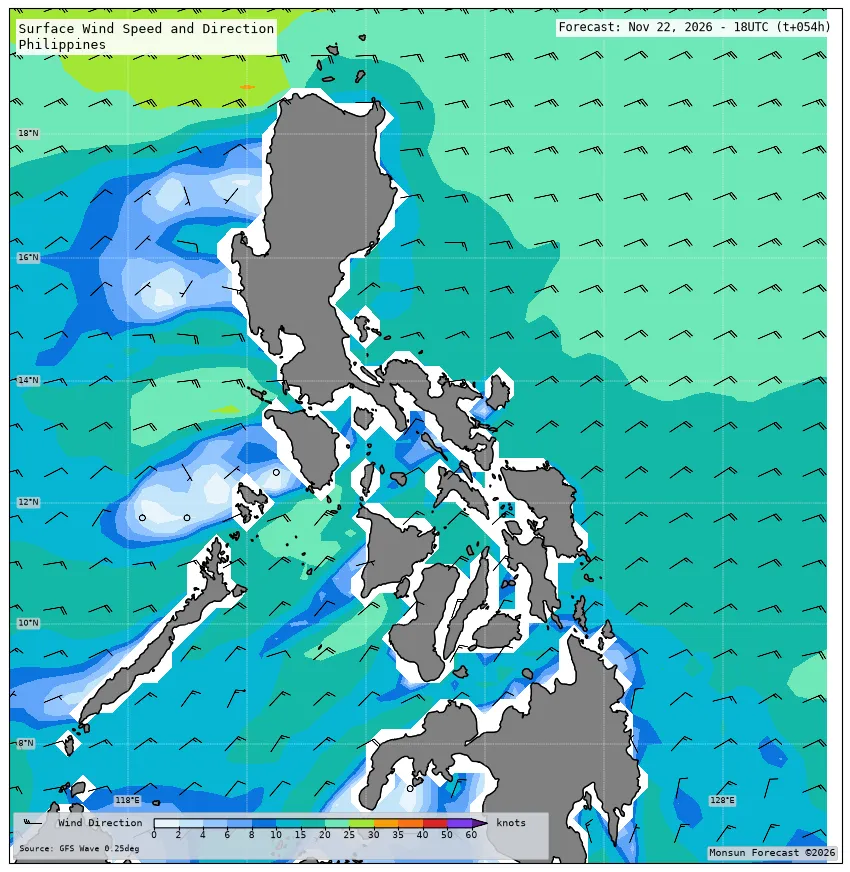 Surface Wind Speed and Direction
Philippines
Forecast: Nov 22, 2026 - 18UTC (t+054h)
18°N
16°N
14°N
12°N
10°N
8°N
118°E
128°E
Wind Direction
knots
0 2 4 6 8 10 15 20 25 30 35 40 50 60
Source: GFS Wave 0.25deg
Monsun Forecast ©2026